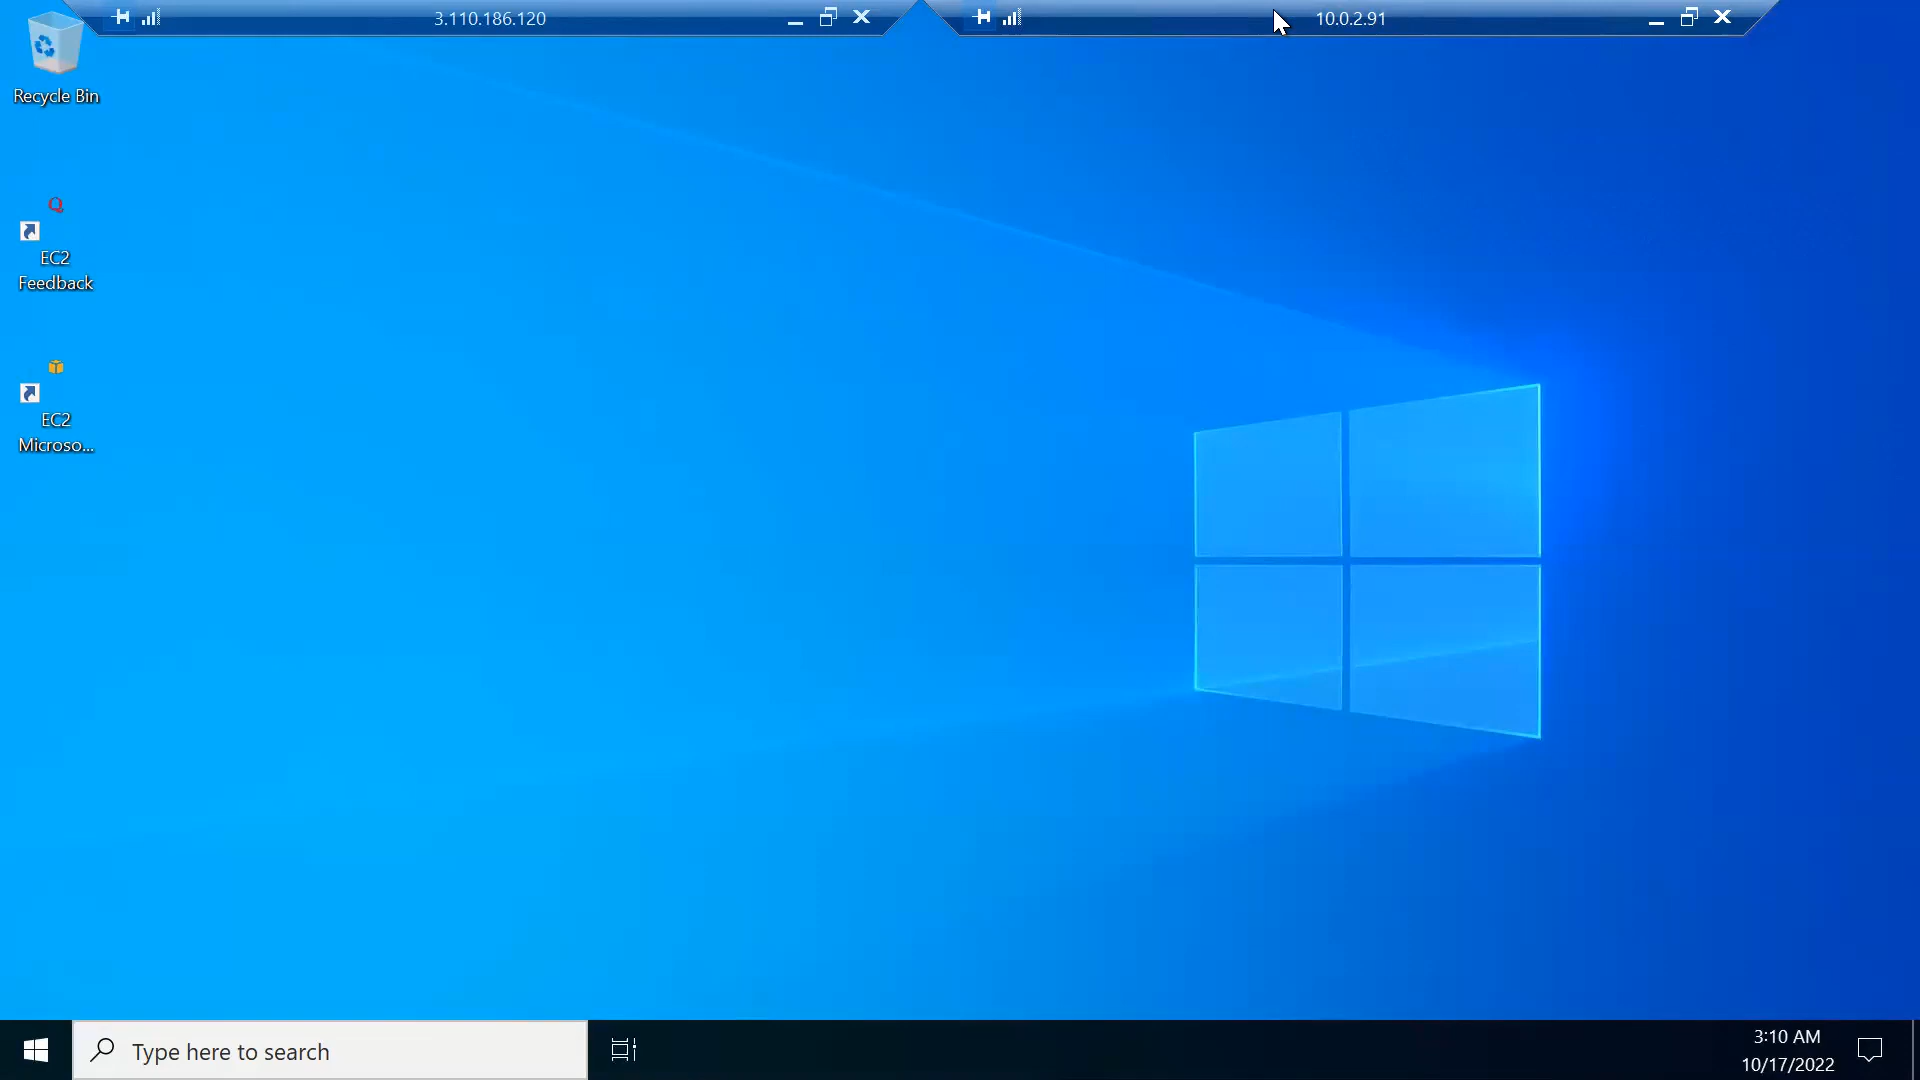 3.110.186.120
10.0.2.91
Recycle Bin
EC2
Feedback
EC2
Microso...
Type here to search
3:10 AM
10/17/2022